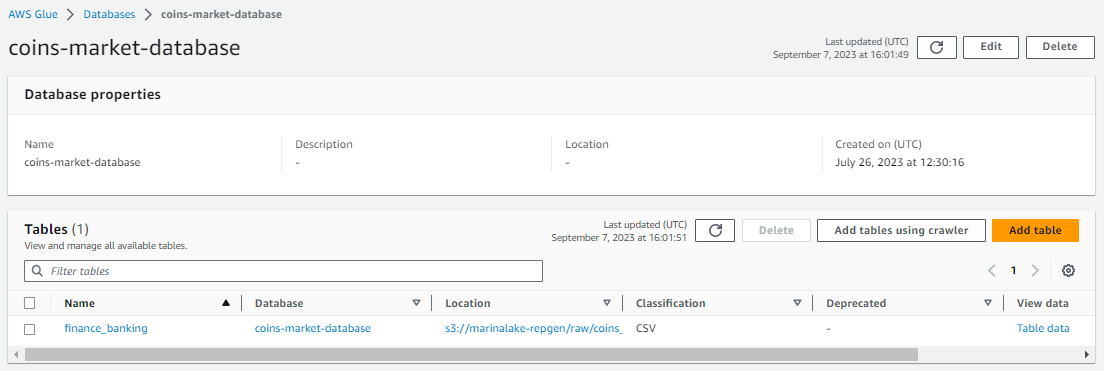 AWS Glue > Databases > coins-market-database
coins-market-database
Last updated (UTC)
September 7, 2023 at 16:01:49
Edit
Delete
Database properties
Name
Description
Location
Created on (UTC)
coins-market-database
-
-
July 26, 2023 at 12:30:16
Tables (1)
View and manage all available tables.
Last updated (UTC)
September 7, 2023 at 16:01:51
Delete
Add tables using crawler
Add table
Filter tables
1
Name
Database
Location
Classification
Deprecated
View data
finance_banking
coins-market-database
s3://marinalake-repgen/raw/coins_
CSV
-
Table data